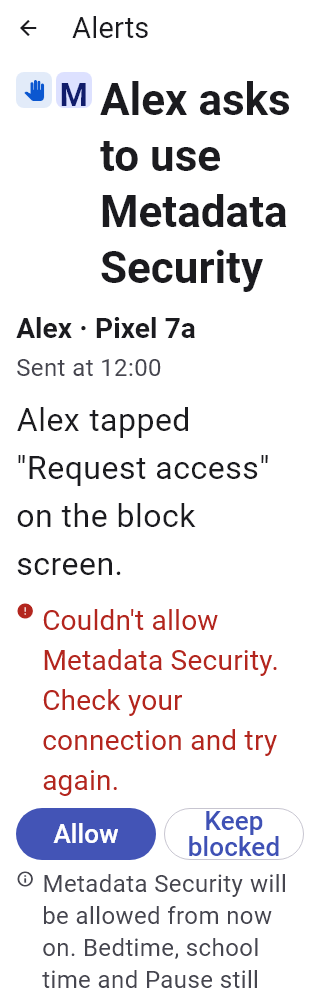 Alerts
M
Alex asks
to use
Metadata
Security
Alex · Pixel 7a
Sent at 12:00
Alex tapped
"Request access"
on the block
screen.
Couldn't allow
Metadata Security.
Check your
connection and try
again.
Allow
Keep
blocked
Metadata Security will
be allowed from now
on. Bedtime, school
time and Pause still